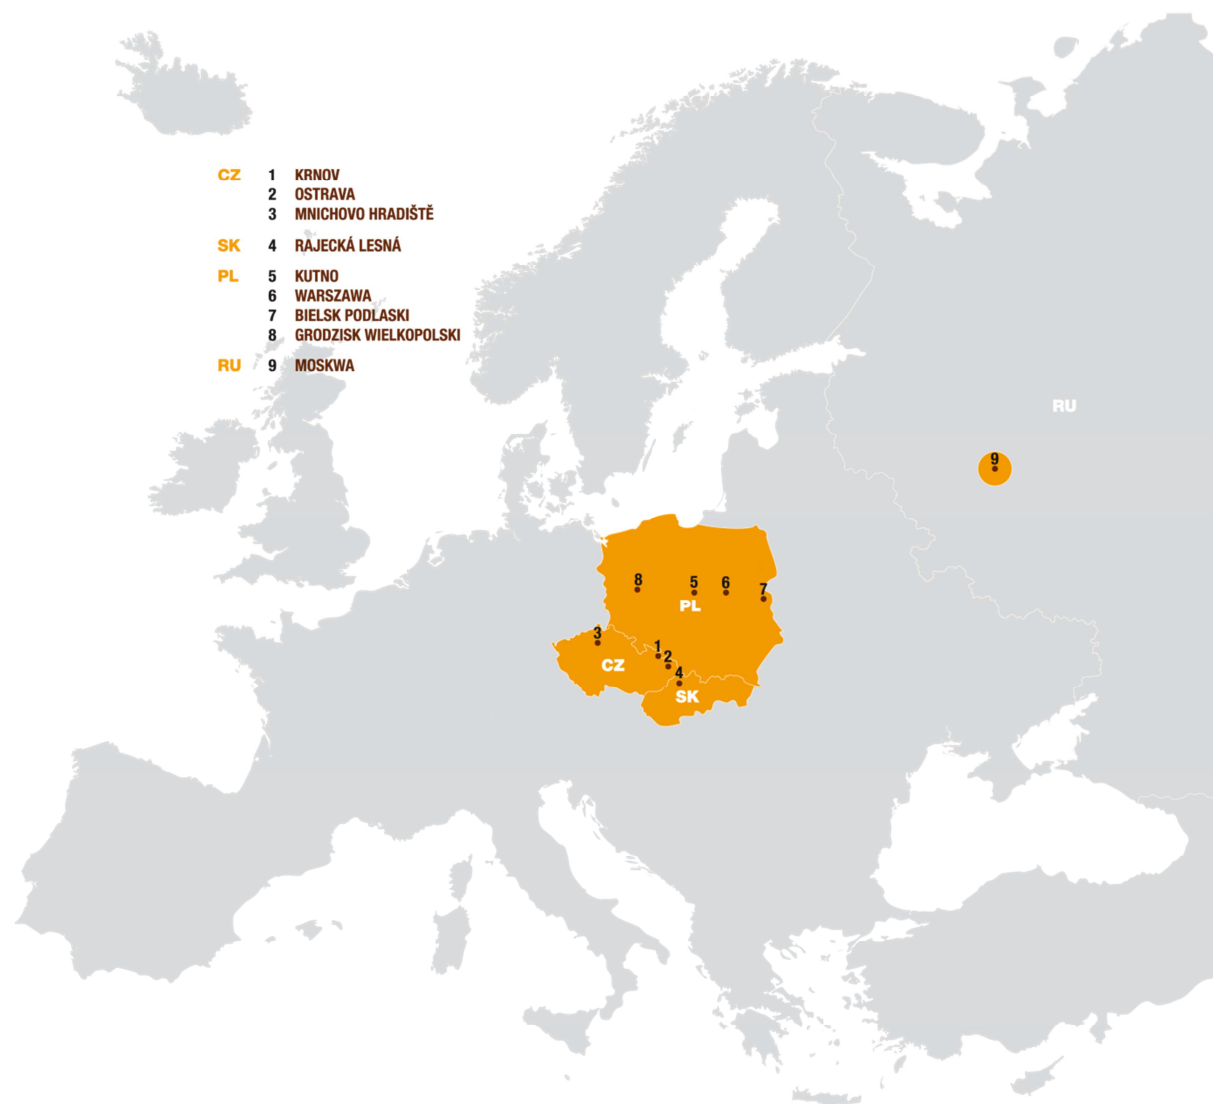 CZ 1 KRNOV
2 OSTRAVA
3 MNICHOVO HRADIŠTĚ
SK 4 RAJECKÁ LESNÁ
PL 5 KUTNO
6 WARSZAWA
7 BIELSK PODLASKI
8 GRODZISK WIELKOPOLSKI
RU 9 MOSKWA
RU
9
8 5 6 7
PL
3 1
CZ 2
4
SK